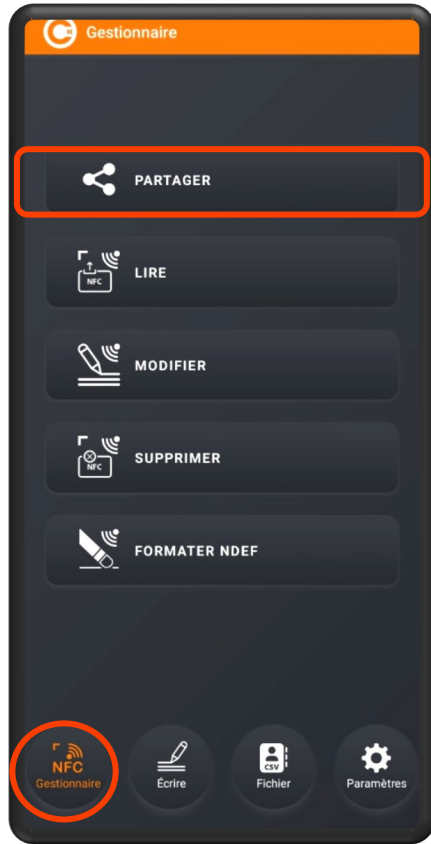 Gestionnaire
PARTAGER
NFC
LIRE
MODIFIER
NFC
SUPPRIMER
FORMATER NDEF
NFC
Gestionnaire
Écrire
CSV
Fichier
Paramètres